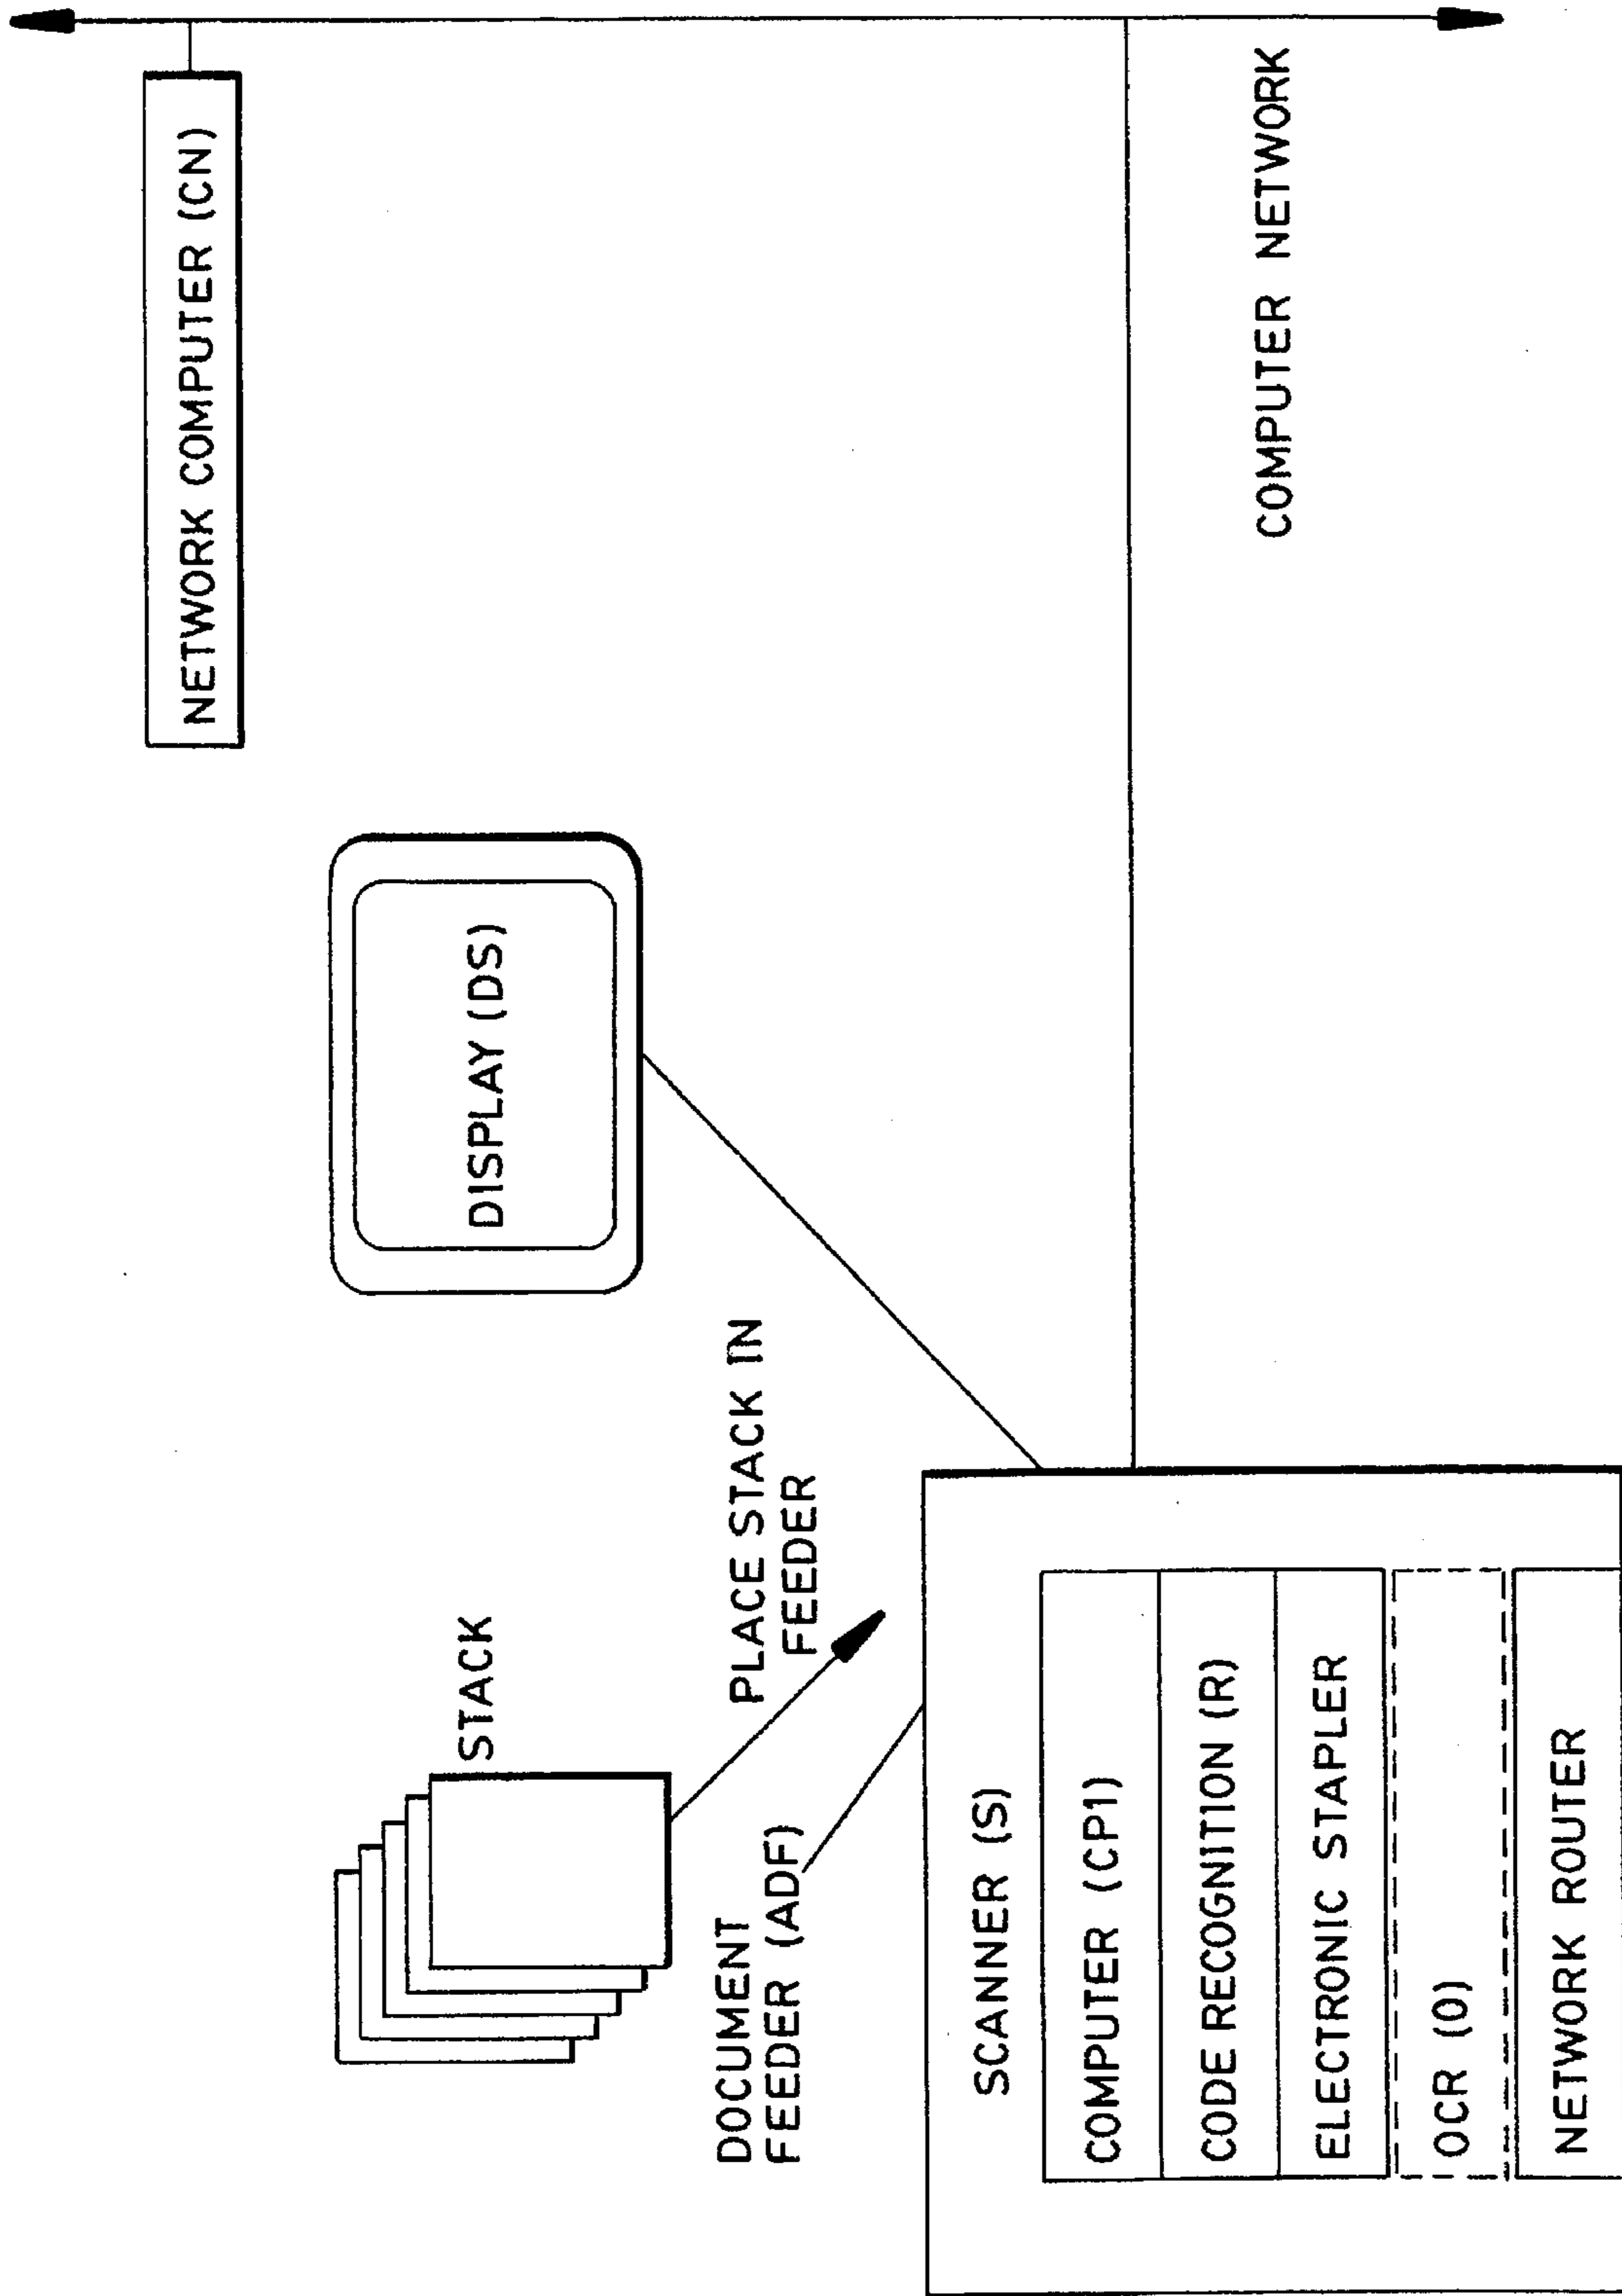 NETWORK COMPUTER (CN)
DISPLAY (DS)
STACK
PLACE STACK IN
FEEDER
DOCUMENT
FEEDER (ADF)
SCANNER (S)
COMPUTER (CP1)
CODE RECOGNITION (R)
ELECTRONIC STAPLER
OCR (O)
NETWORK ROUTER
COMPUTER NETWORK